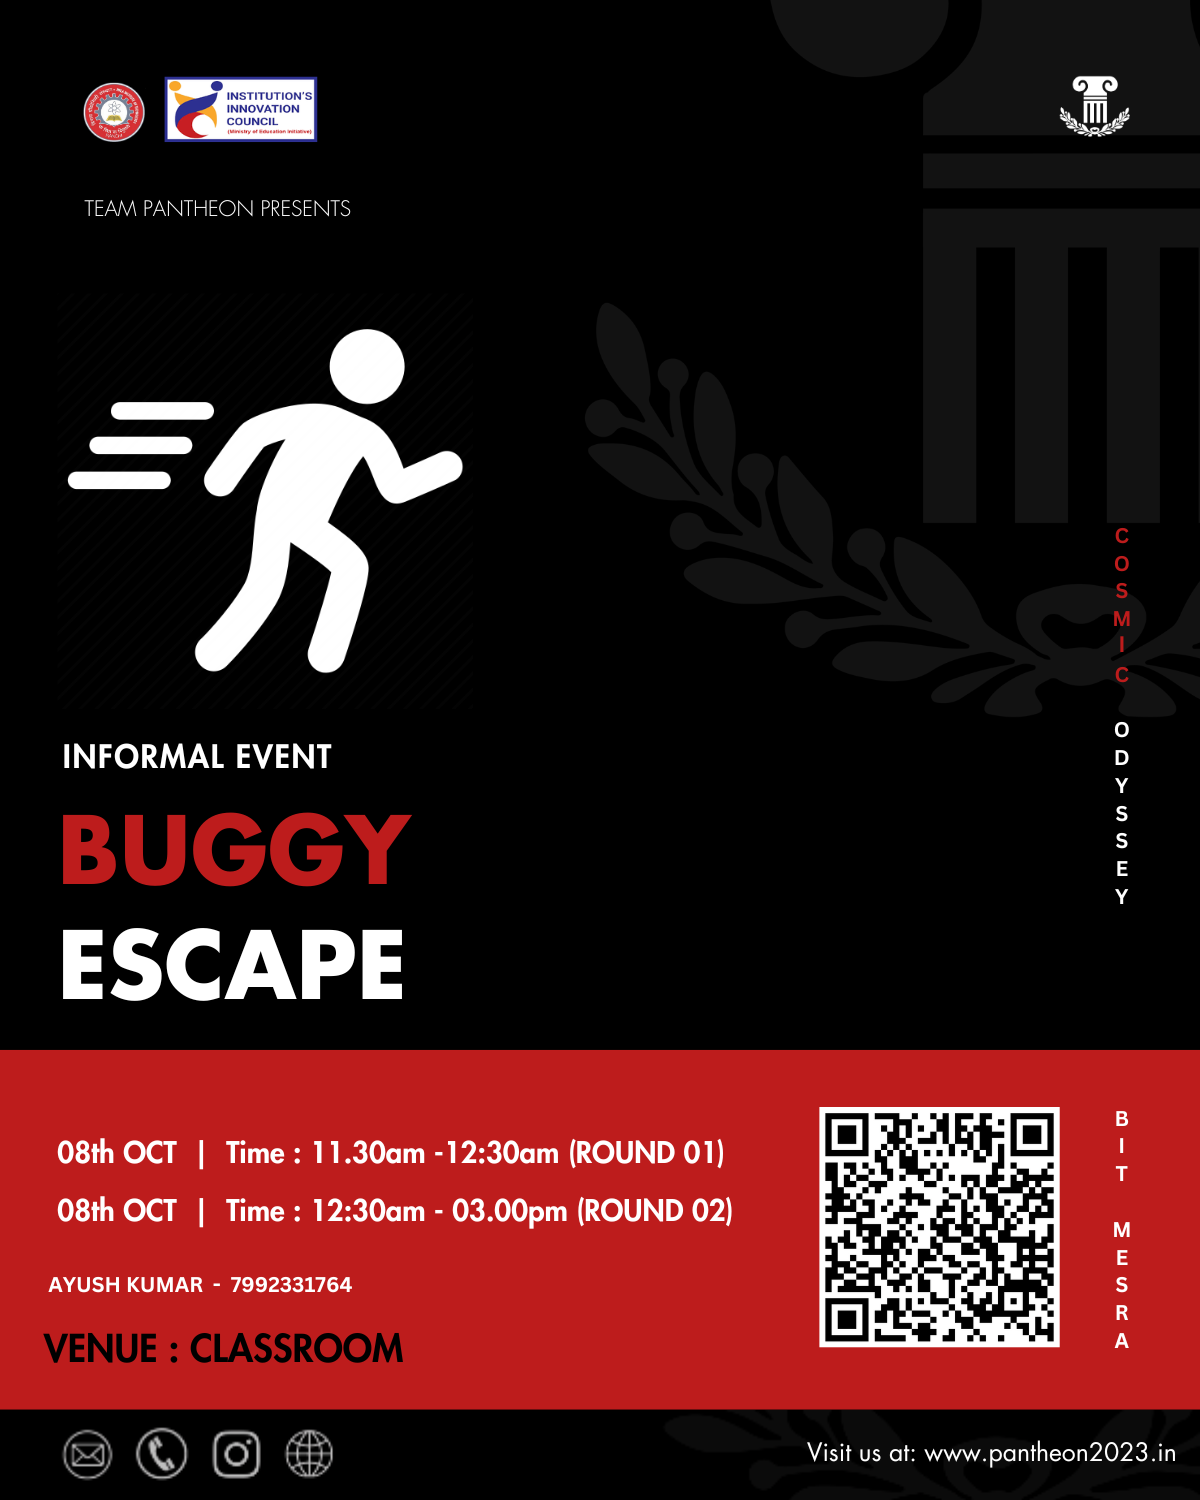 INSTITUTION'S
INNOVATION
COUNCIL
(Ministry of Education Initiative)
TEAM PANTHEON PRESENTS
COSMIC ODYSSEY
INFORMAL EVENT
BUGGY
ESCAPE
08th OCT | Time : 11.30am -12:30am (ROUND 01)
08th OCT | Time : 12:30am - 03.00pm (ROUND 02)
AYUSH KUMAR - 7992331764
VENUE : CLASSROOM
BIT MESRA
Visit us at: www.pantheon2023.in